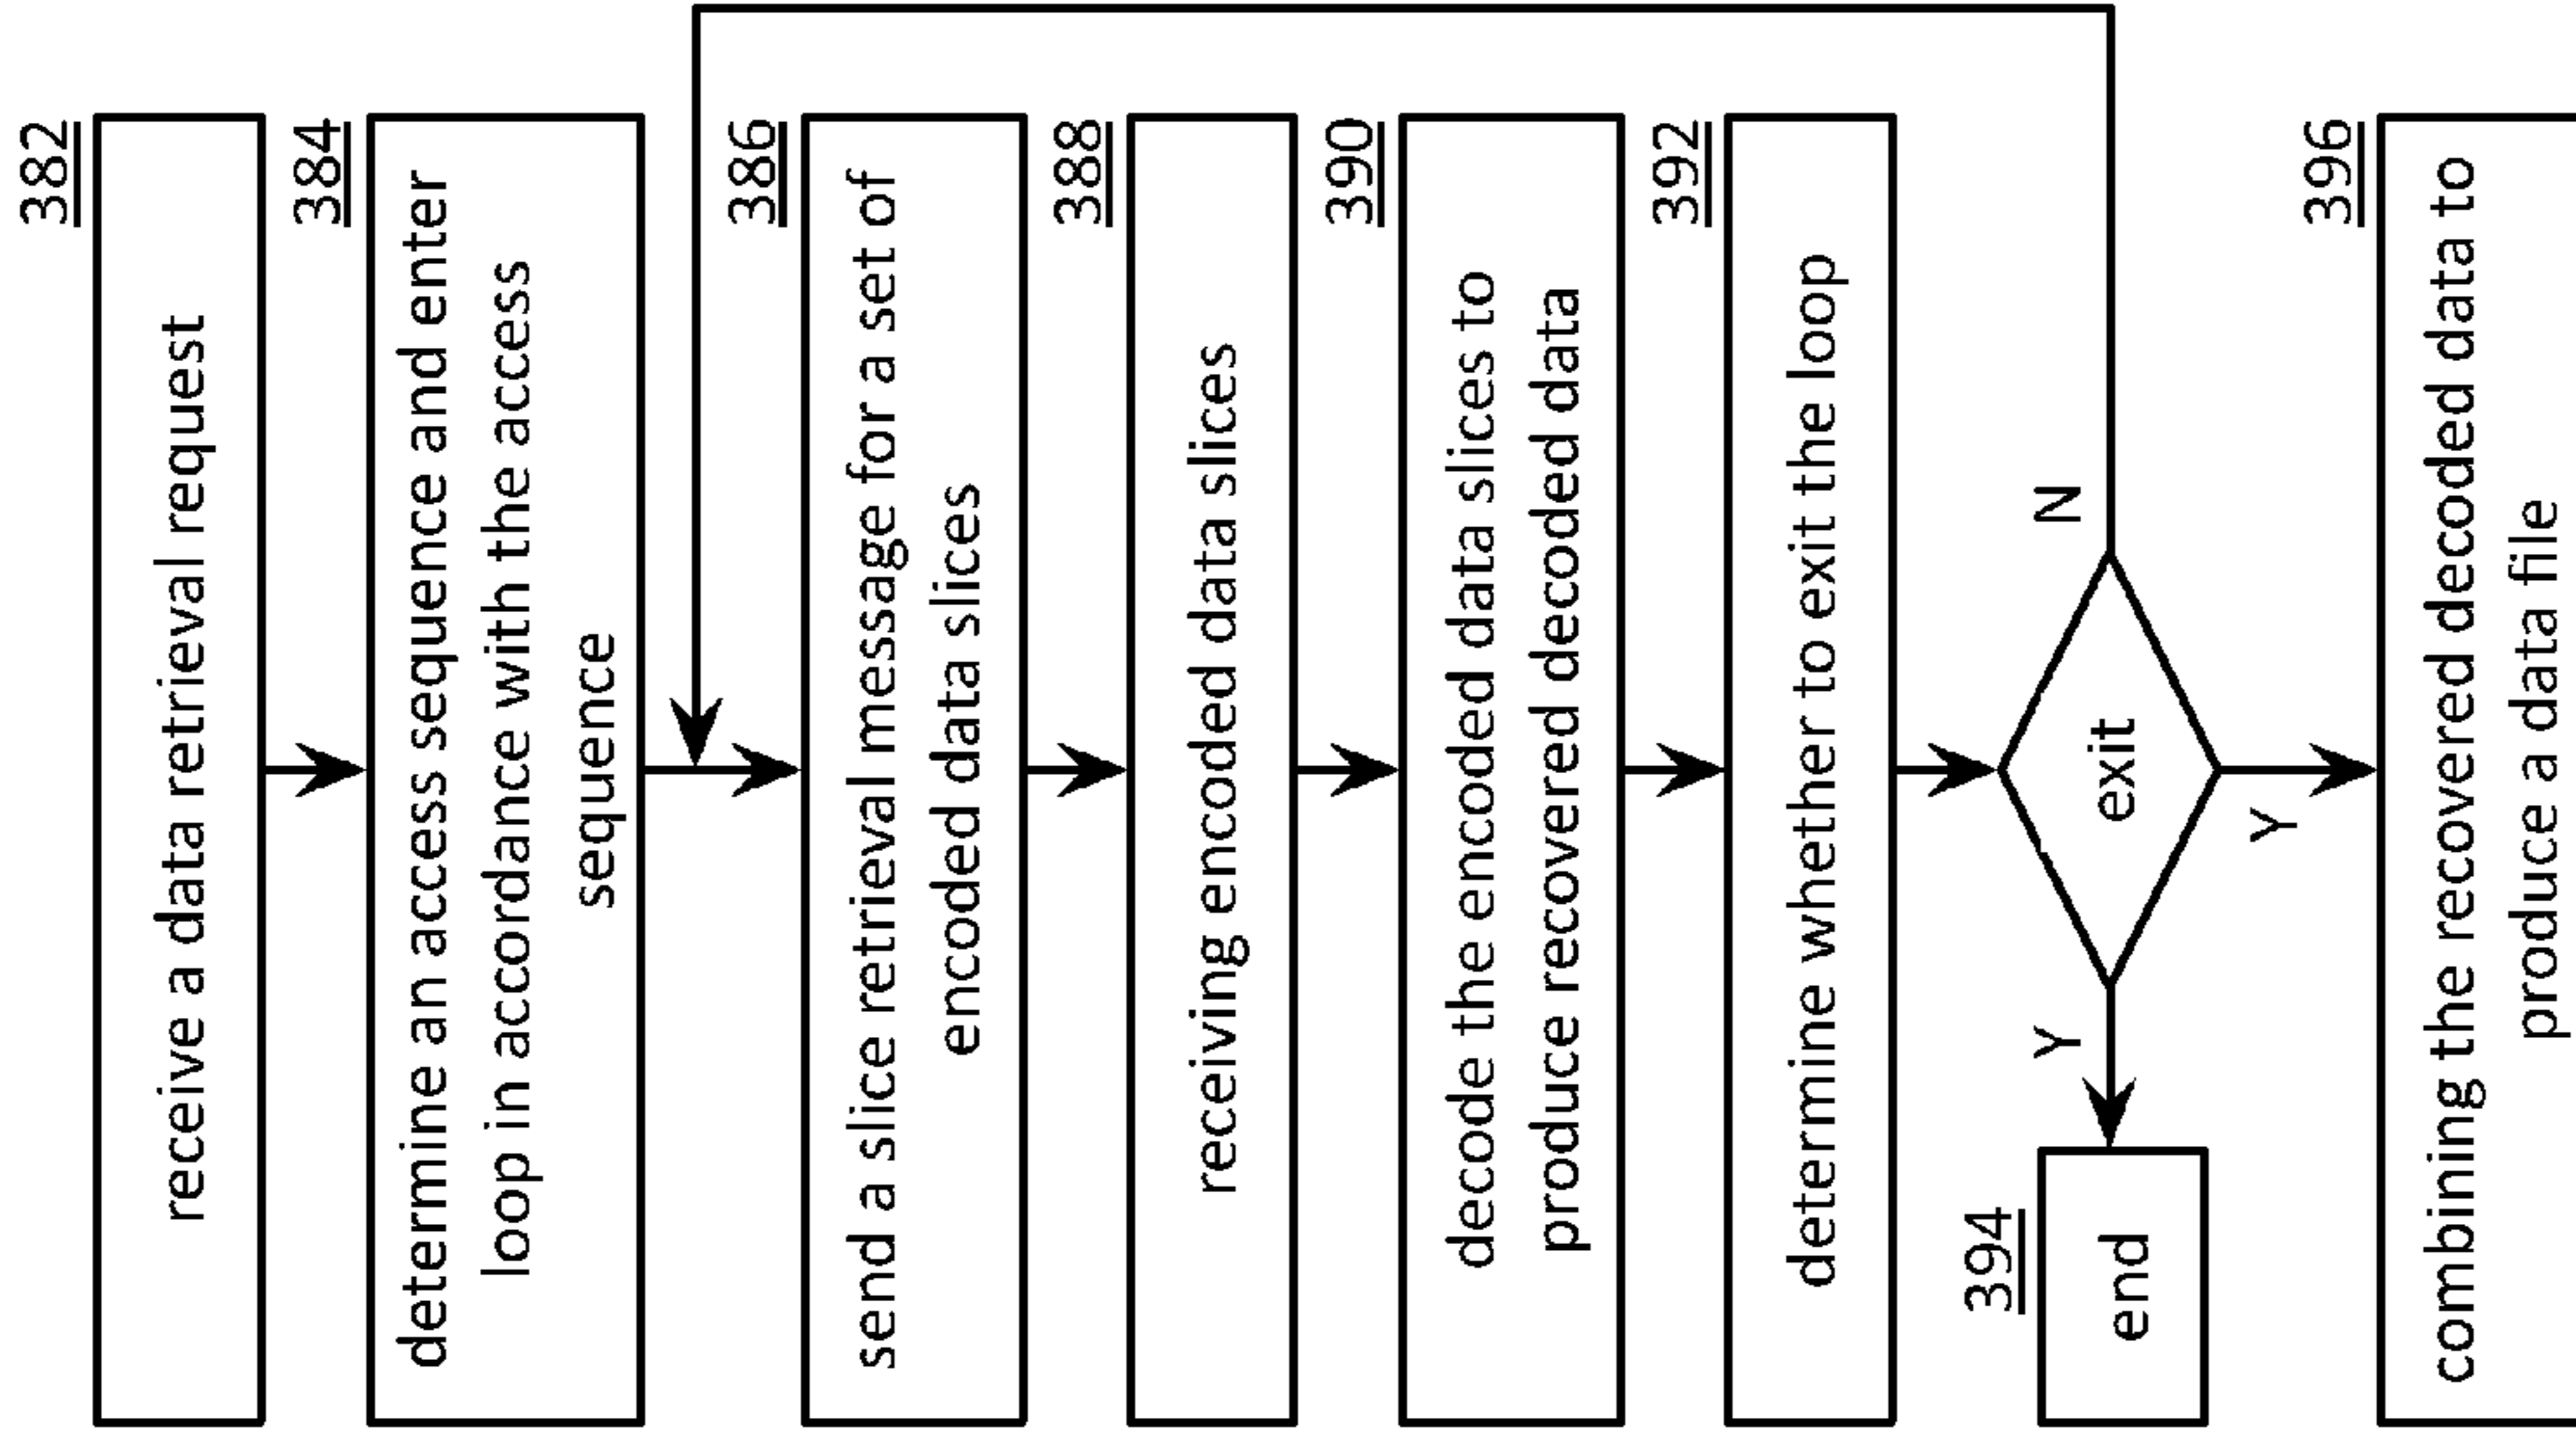 382
receive a data retrieval request
384
determine an access sequence and enter
loop in accordance with the access
sequence
386
send a slice retrieval message for a set of
encoded data slices
388
receiving encoded data slices
390
decode the encoded data slices to
produce recovered decoded data
392
determine whether to exit the loop
exit
N
Y
394
end
Y
396
combining the recovered decoded data to
produce a data file